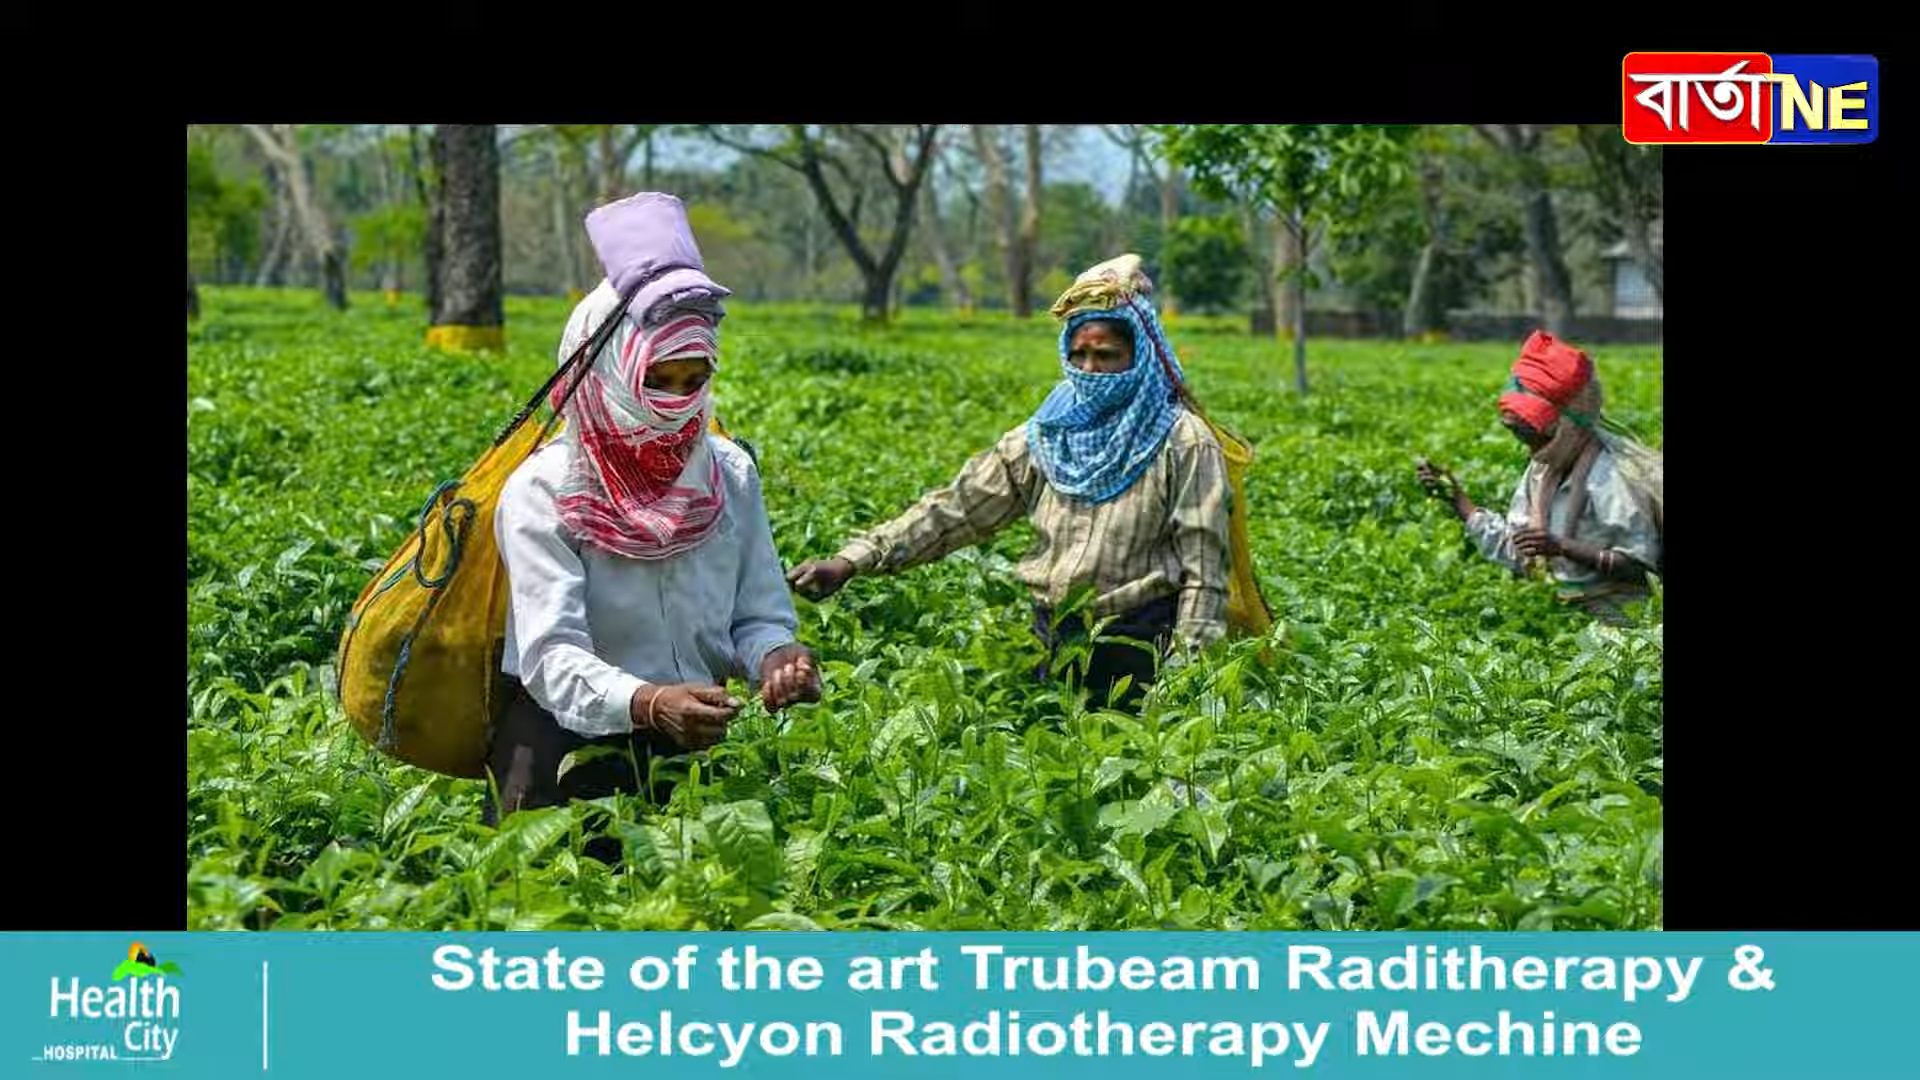 বার্তা NE
Health
City
HOSPITAL
State of the art Trubeam Raditherapy &
Helcyon Radiotherapy Mechine